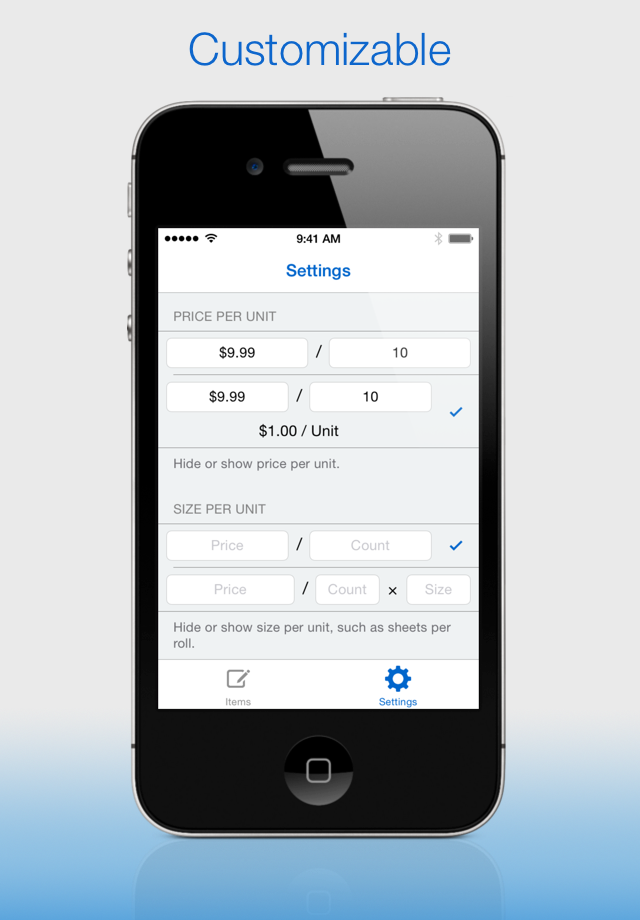 Customizable
9:41 AM
Settings
PRICE PER UNIT
$9.99 / 10
$9.99 / 10
$1.00 / Unit
Hide or show price per unit.
SIZE PER UNIT
Price / Count
Price / Count × Size
Hide or show size per unit, such as sheets per
roll.
Items Settings